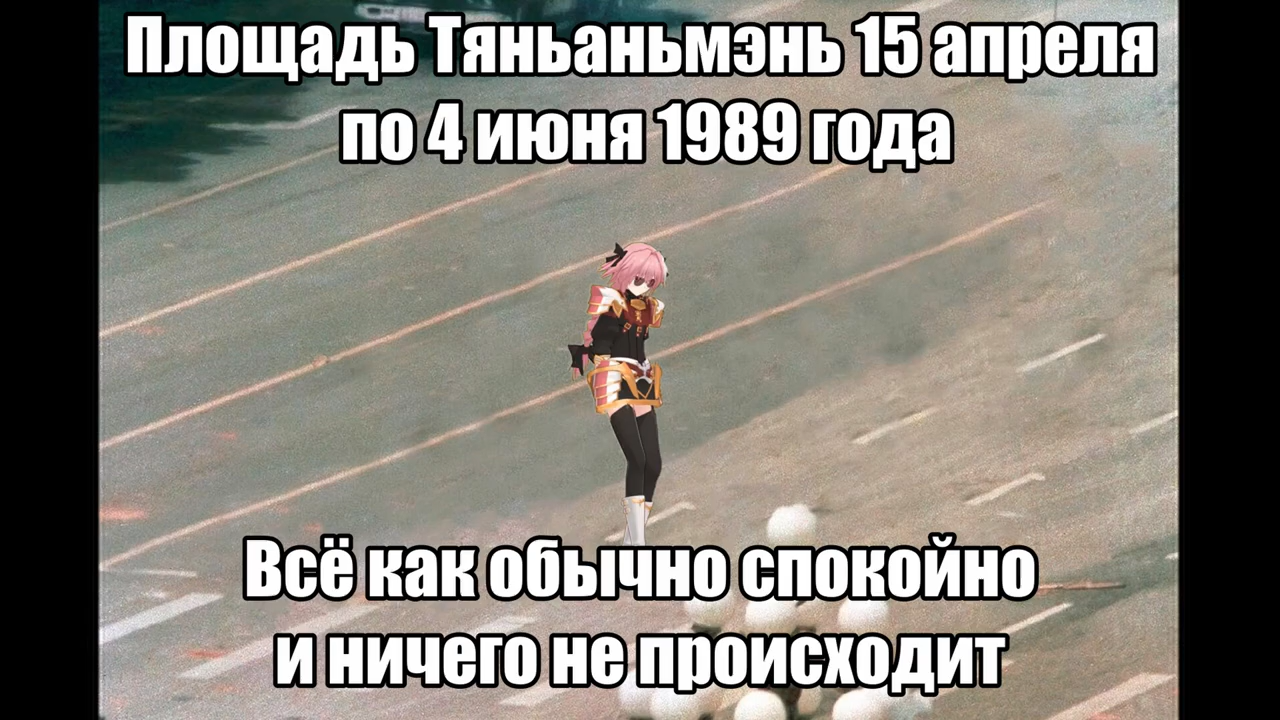 Площадь Тяньаньмэнь 15 апреля
по 4 июня 1989 года
Всё как обычно спокойно
и ничего не происходит